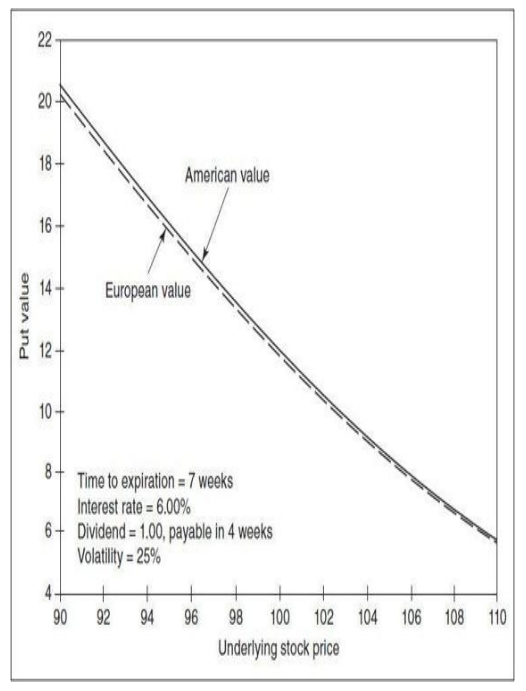 22
20
18
16
14
12
10
8
6
4
Put value
American value
European value
Time to expiration = 7 weeks
Interest rate = 6.00%
Dividend = 1.00, payable in 4 weeks
Volatility = 25%
90 92 94 96 98 100 102 104 106 108 110
Underlying stock price